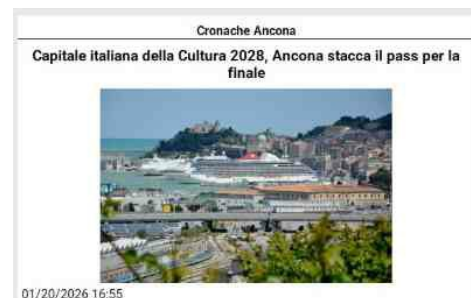 Cronache Ancona
Capitale italiana della Cultura 2028, Ancona stacca il pass per la
finale
01/20/2026 16:55